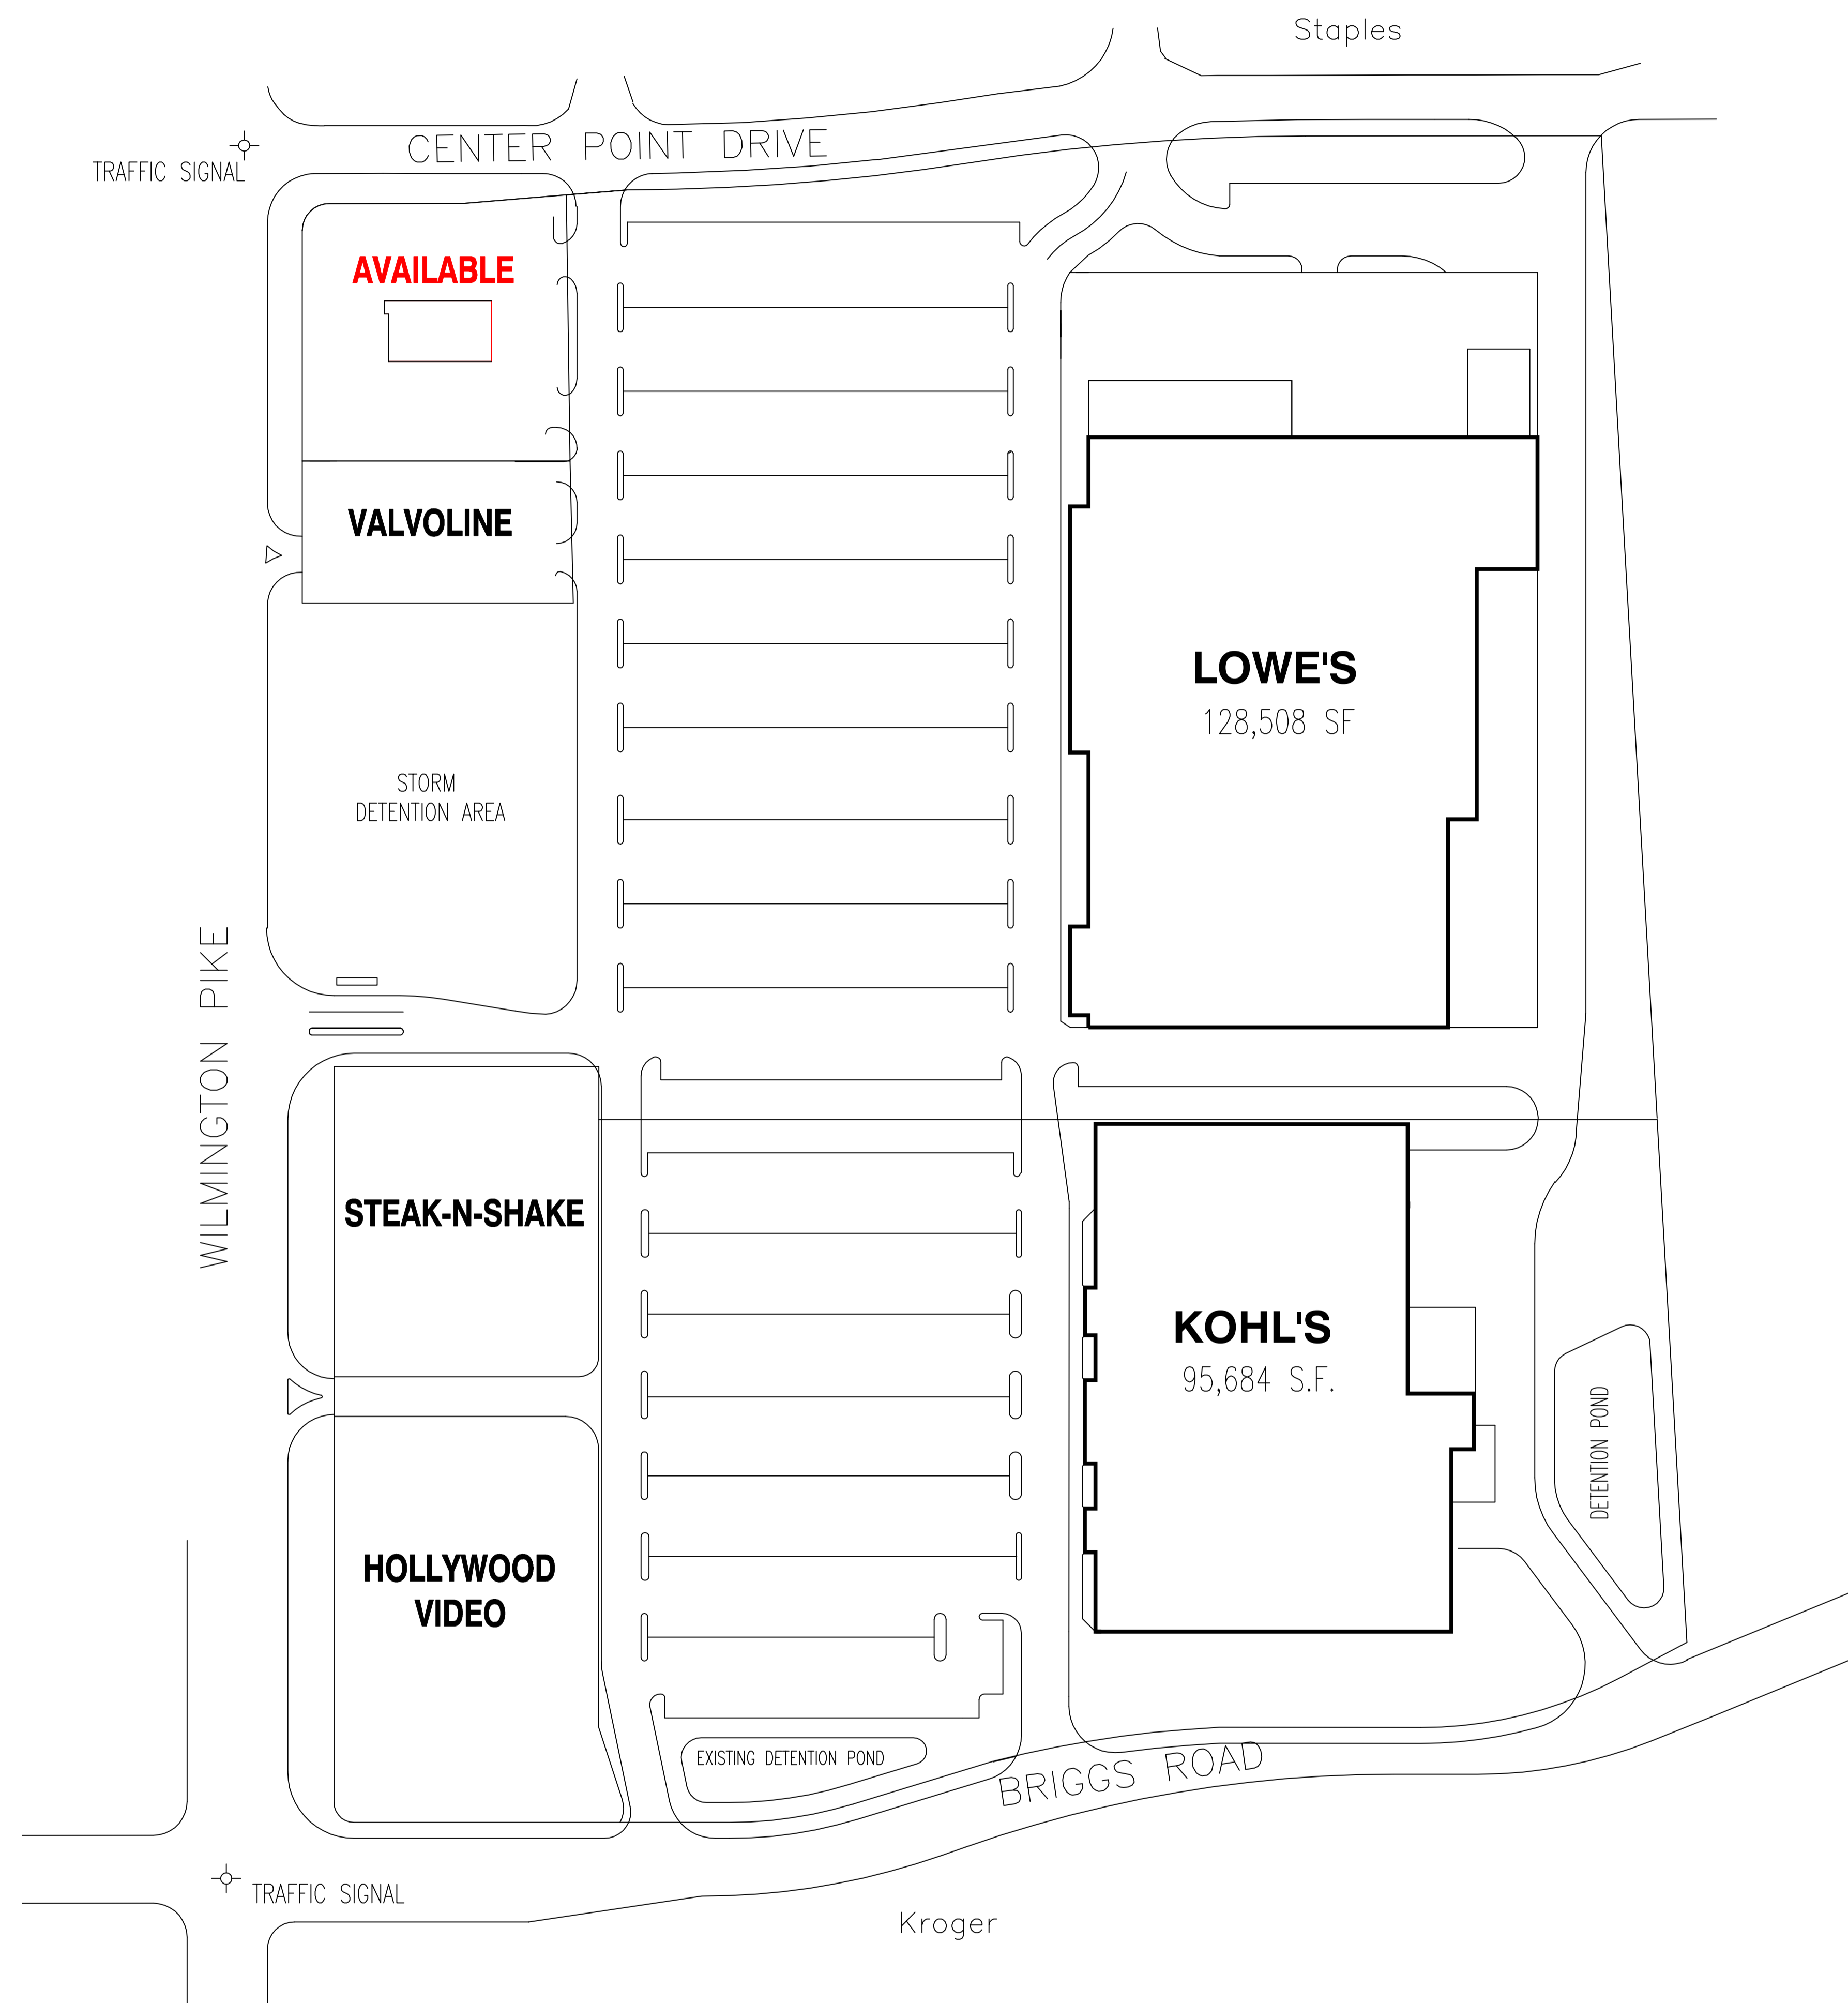 Staples
CENTER POINT DRIVE
TRAFFIC SIGNAL
AVAILABLE
VALVOLINE
LOWE'S
128,508 SF
STORM
DETENTION AREA
WILMINGTON PIKE
STEAK-N-SHAKE
KOHL'S
95,684 S.F.
DETENTION POND
HOLLYWOOD
VIDEO
EXISTING DETENTION POND
BRIGGS ROAD
TRAFFIC SIGNAL
Kroger